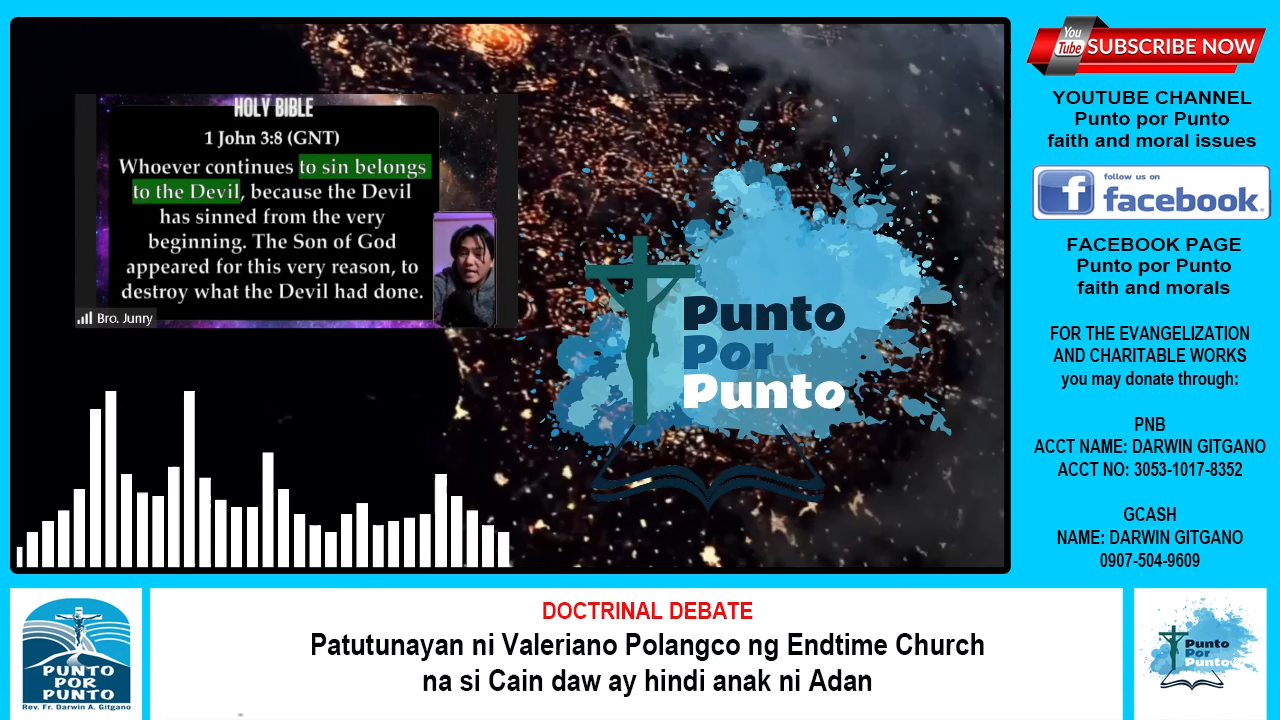 HOLY BIBLE
1 John 3:8 (GNT)
Whoever continues to sin belongs
to the Devil, because the Devil
has sinned from the very
beginning. The Son of God
appeared for this very reason, to
destroy what the Devil had done.
Bro. Junry
Punto
Por
Punto
You
Tube SUBSCRIBE NOW
YOUTUBE CHANNEL
Punto por Punto
faith and moral issues
follow us on
facebook
FACEBOOK PAGE
Punto por Punto
faith and morals
FOR THE EVANGELIZATION
AND CHARITABLE WORKS
you may donate through:
PNB
ACCT NAME: DARWIN GITGANO
ACCT NO: 3053-1017-8352
GCASH
NAME: DARWIN GITGANO
0907-504-9609
PUNTO
POR
PUNTO
Rev. Fr. Darwin A. Gitgano
DOCTRINAL DEBATE
Patutunayan ni Valeriano Polangco ng Endtime Church
na si Cain daw ay hindi anak ni Adan
Punto
Por
Punto